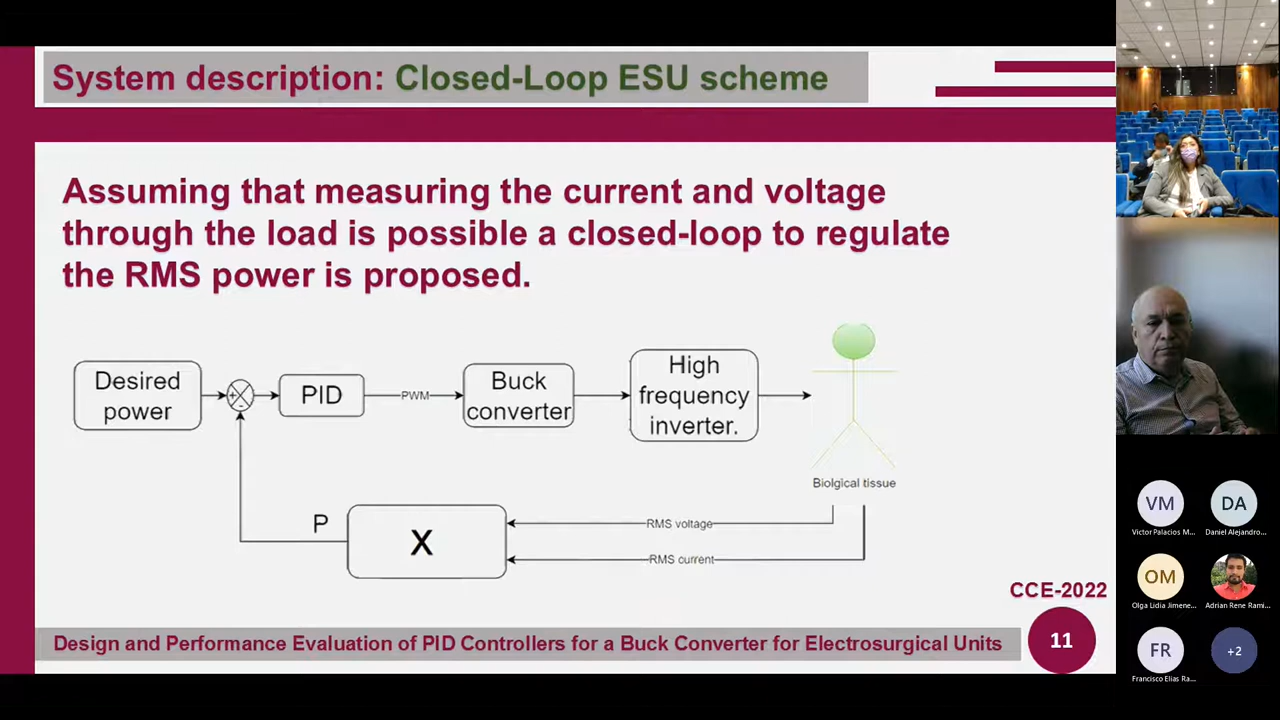 System description: Closed-Loop ESU scheme
Assuming that measuring the current and voltage
through the load is possible a closed-loop to regulate
the RMS power is proposed.
Desired
power
+
-
PID
PWM
Buck
converter
High
frequency
inverter.
Biolgical tissue
P
X
RMS voltage
RMS current
CCE-2022
Design and Performance Evaluation of PID Controllers for a Buck Converter for Electrosurgical Units
11
VM
Victor Palacios M...
DA
Daniel Alejandro...
OM
Olga Lidia Jimene...
Adrian Rene Rami...
FR
Francisco Elias Ra...
+2